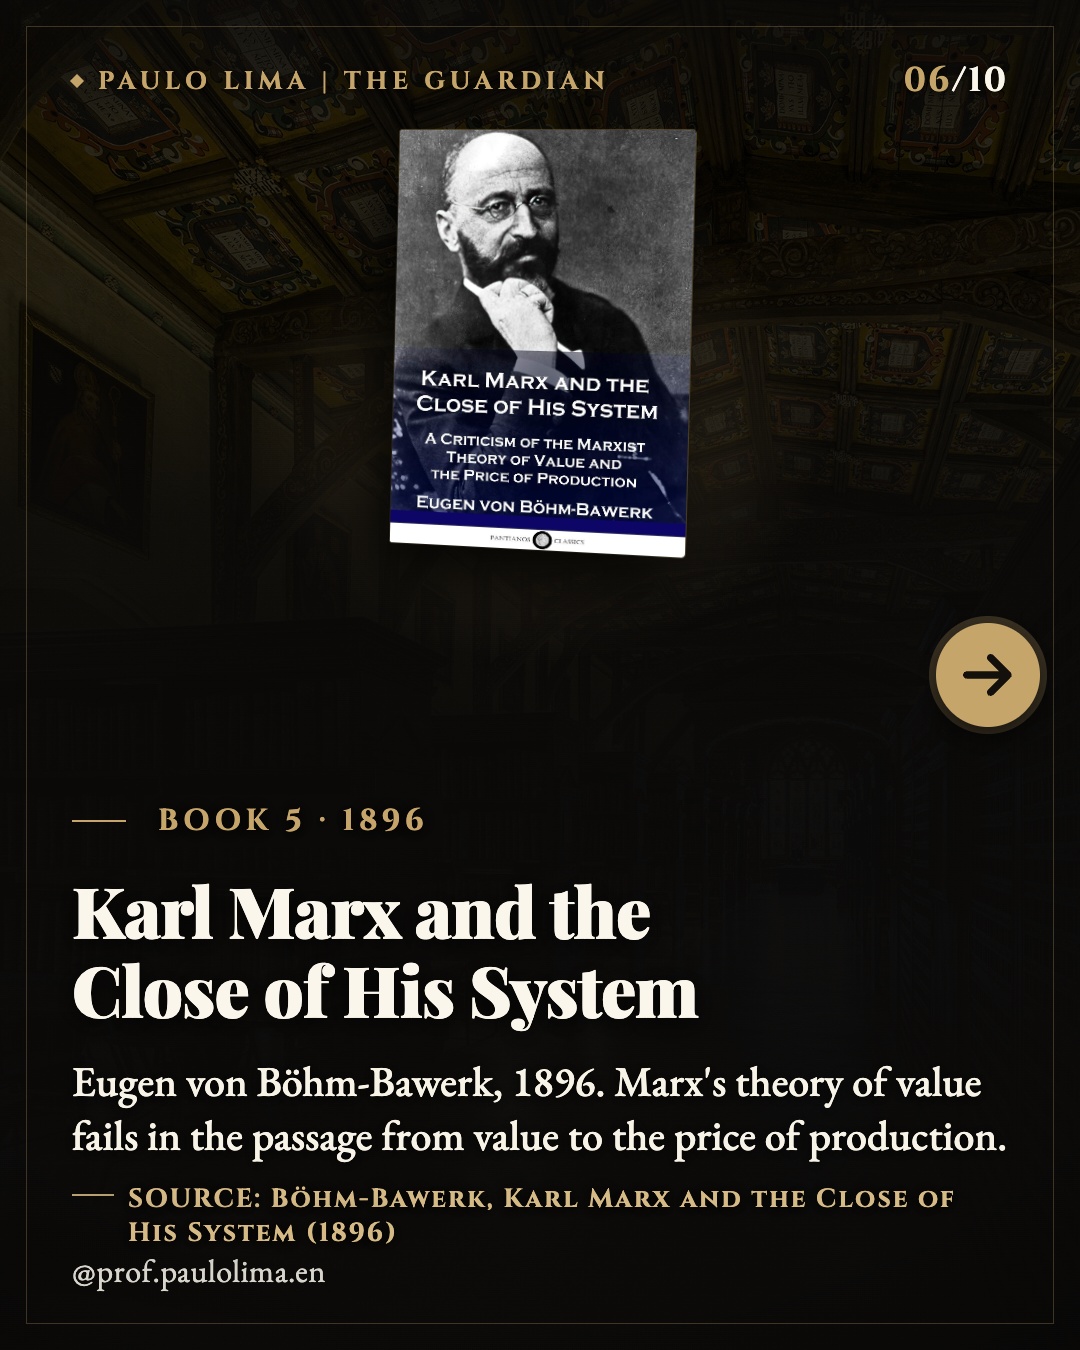 ◆ PAULO LIMA | THE GUARDIAN
06/10
KARL MARX AND THE
CLOSE OF HIS SYSTEM
A CRITICISM OF THE MARXIST
THEORY OF VALUE AND
THE PRICE OF PRODUCTION
EUGEN VON BÖHM-BAWERK
PANTIANOS CLASSICS
BOOK 5 · 1896
Karl Marx and the
Close of His System
Eugen von Böhm-Bawerk, 1896. Marx's theory of value
fails in the passage from value to the price of production.
SOURCE: BÖHM-BAWERK, KARL MARX AND THE CLOSE OF
HIS SYSTEM (1896)
@prof.paulolima.en